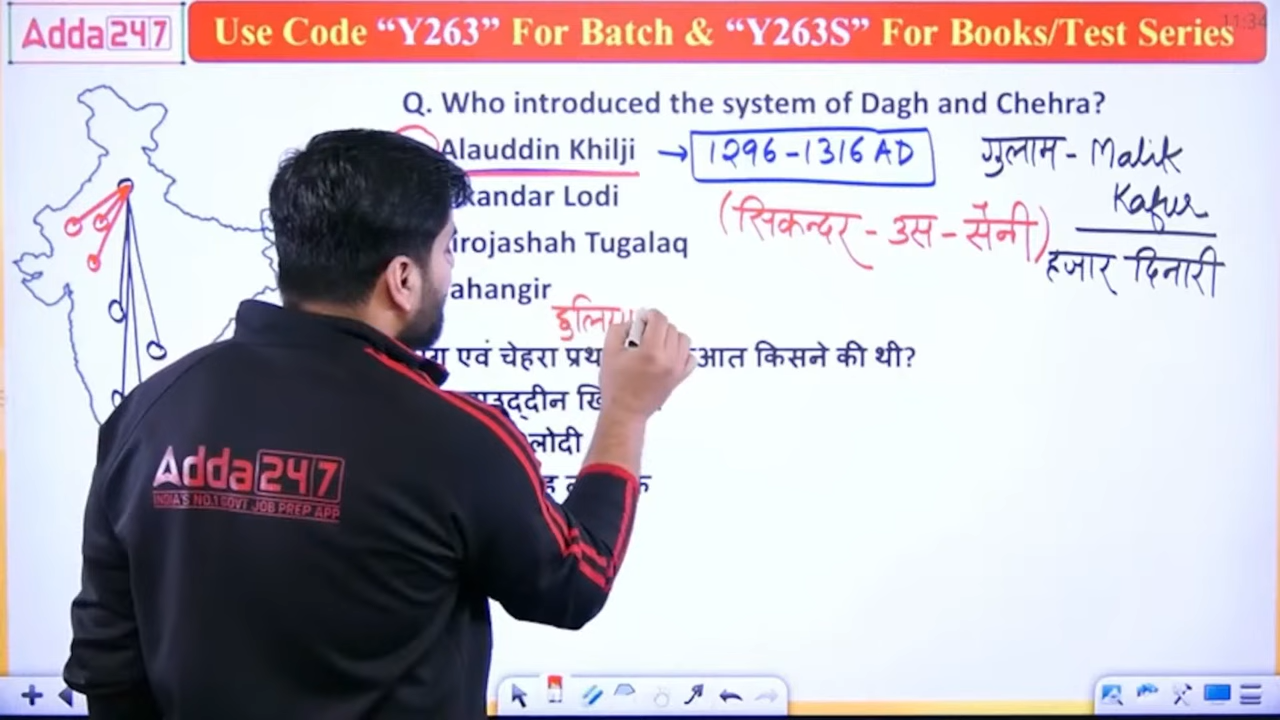 Adda247
Use Code “Y263” For Batch & “Y263S” For Books/Test Series
11:34
Q. Who introduced the system of Dagh and Chehra?
Alauddin Khilji → 1296-1316 AD
गुलाम - Malik Kafur
हजार दिनारी
kandar Lodi
(सिकन्दर - उस - सैनी)
irojashah Tugalaq
ahangir
एवं चेहरा किसने की थी?
लोदी
Adda247
INDIA'S NO.1 GOVT JOB PREP APP